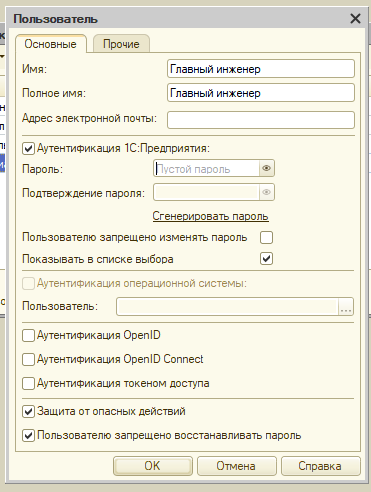 Пользователь
Основные Прочие
Имя: Главный инженер
Полное имя: Главный инженер
Адрес электронной почты:
Аутентификация 1С:Предприятия:
Пароль: Пустой пароль
Подтверждение пароля:
Сгенерировать пароль
Пользователю запрещено изменять пароль
Показывать в списке выбора
Аутентификация операционной системы:
Пользователь: ...
Аутентификация OpenID
Аутентификация OpenID Connect
Аутентификация токеном доступа
Защита от опасных действий
Пользователю запрещено восстанавливать пароль
OK Отмена Справка